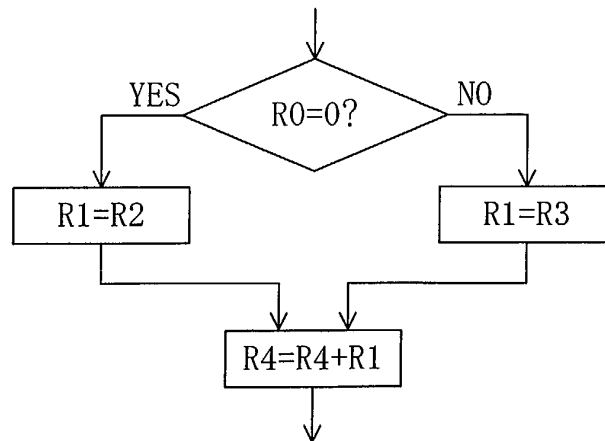 YES
R0=0?
NO
R1=R2
R1=R3
R4=R4+R1